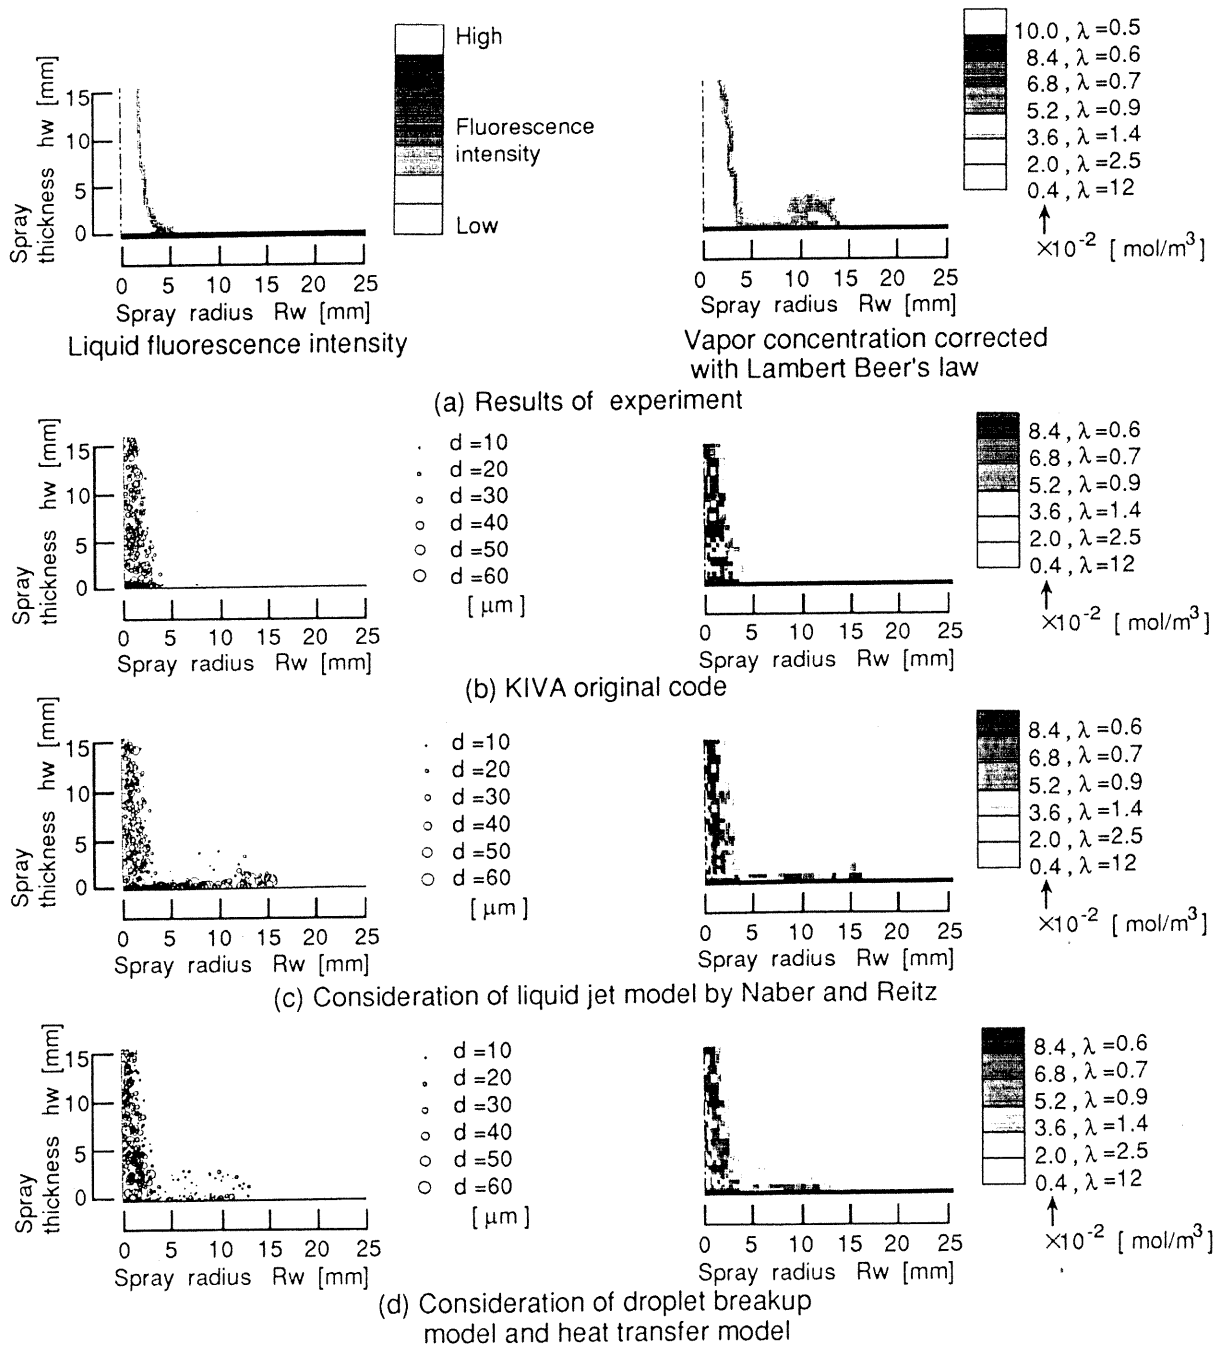 High
Fluorescence
intensity
Low
Spray
thickness hw [mm]
15
10
5
0
0 5 10 15 20 25
Spray radius Rw [mm]
Liquid fluorescence intensity
10.0 , λ=0.5
8.4 , λ=0.6
6.8 , λ=0.7
5.2 , λ=0.9
3.6 , λ=1.4
2.0 , λ=2.5
0.4 , λ=12
×10-2 [ mol/m3]
0 5 10 15 20 25
Spray radius Rw [mm]
Vapor concentration corrected
with Lambert Beer's law
(a) Results of experiment
Spray
thickness hw [mm]
15
10
5
0
0 5 10 15 20 25
Spray radius Rw [mm]
d =10
d =20
d =30
d =40
d =50
d =60
[ μm ]
0 5 10 15 20 25
Spray radius Rw [mm]
8.4 , λ=0.6
6.8 , λ=0.7
5.2 , λ=0.9
3.6 , λ=1.4
2.0 , λ=2.5
0.4 , λ=12
×10-2 [ mol/m3]
(b) KIVA original code
Spray
thickness hw [mm]
15
10
5
0
0 5 10 15 20 25
Spray radius Rw [mm]
d =10
d =20
d =30
d =40
d =50
d =60
[ μm ]
0 5 10 15 20 25
Spray radius Rw [mm]
8.4 , λ=0.6
6.8 , λ=0.7
5.2 , λ=0.9
3.6 , λ=1.4
2.0 , λ=2.5
0.4 , λ=12
×10-2 [ mol/m3]
(c) Consideration of liquid jet model by Naber and Reitz
Spray
thickness hw [mm]
15
10
5
0
0 5 10 15 20 25
Spray radius Rw [mm]
d =10
d =20
d =30
d =40
d =50
d =60
[ μm ]
0 5 10 15 20 25
Spray radius Rw [mm]
8.4 , λ=0.6
6.8 , λ=0.7
5.2 , λ=0.9
3.6 , λ=1.4
2.0 , λ=2.5
0.4 , λ=12
×10-2 [ mol/m3]
(d) Consideration of droplet breakup
model and heat transfer model